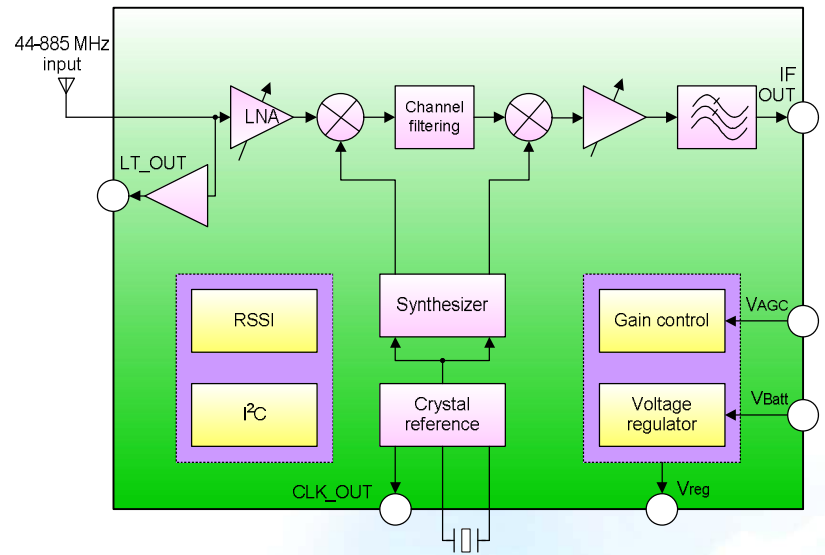 44-885 MHz
input
IF
OUT
LNA
Channel
filtering
LT_OUT
Synthesizer
RSSI
I²C
Gain control
VAGC
Crystal
reference
Voltage
regulator
VBatt
CLK_OUT
Vreg